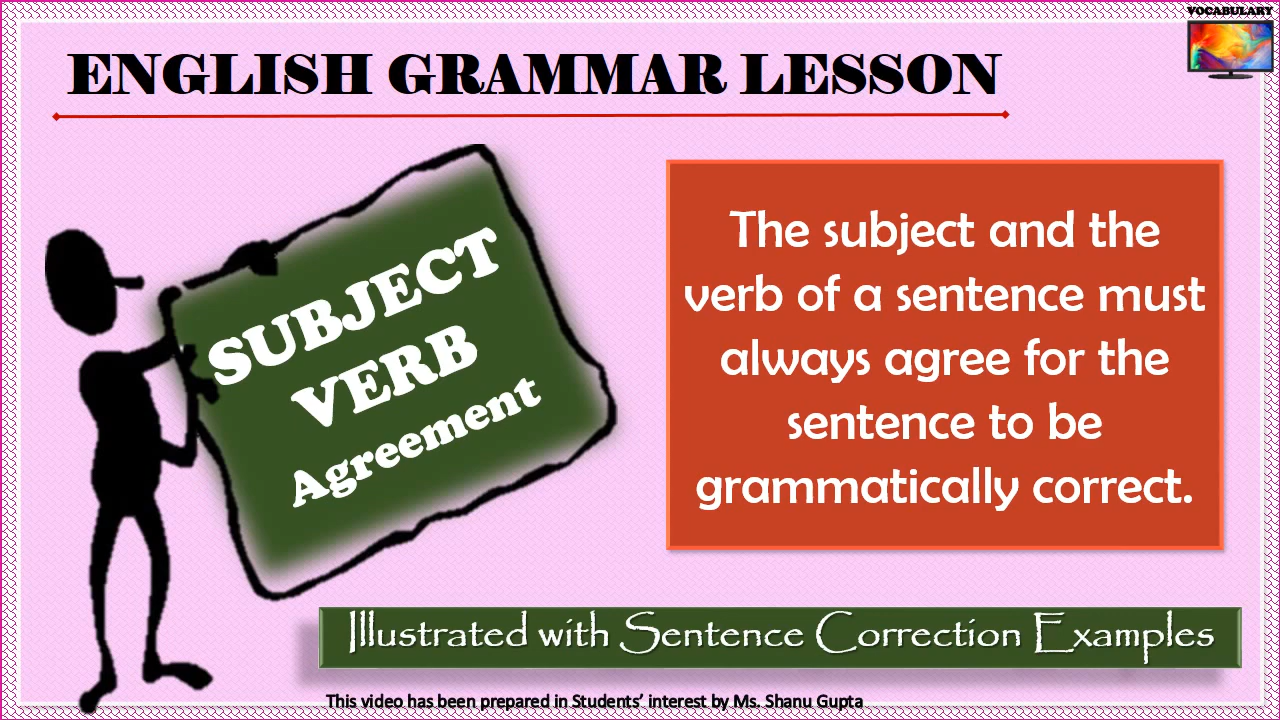 VOCABULARY
ENGLISH GRAMMAR LESSON
SUBJECT
VERB
Agreement
The subject and the
verb of a sentence must
always agree for the
sentence to be
grammatically correct.
Illustrated with Sentence Correction Examples
This video has been prepared in Students’ interest by Ms. Shanu Gupta